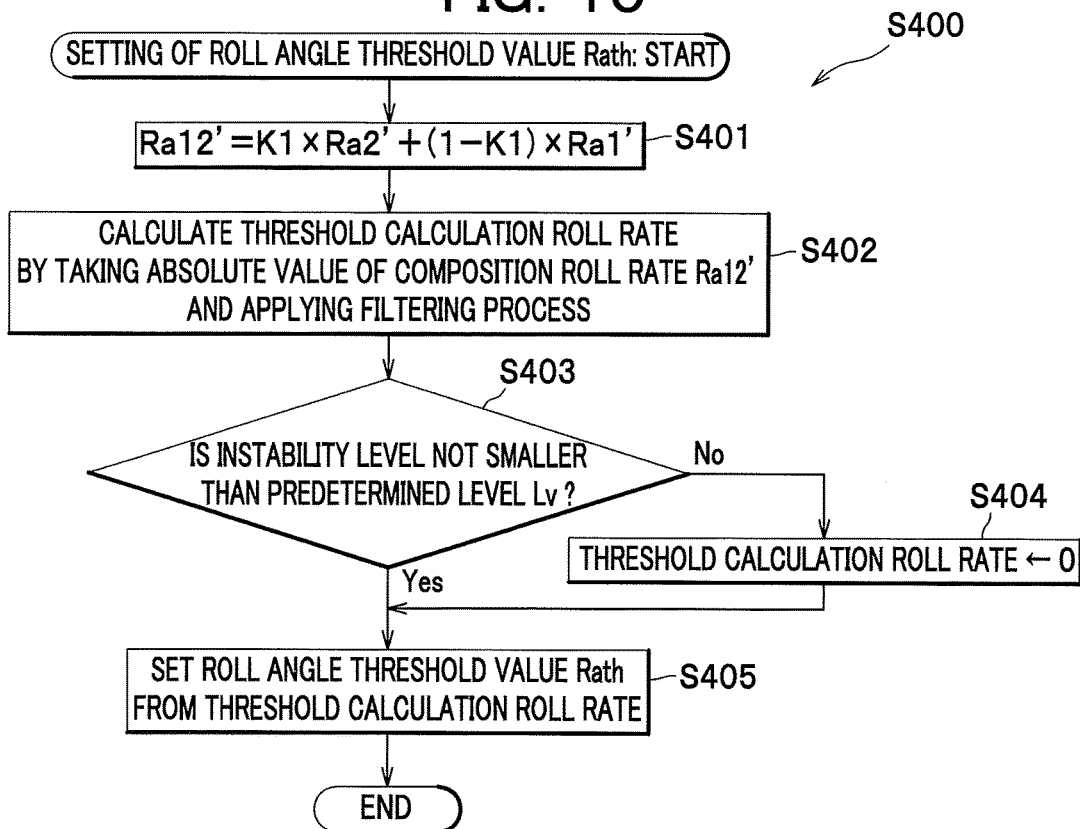 S400
SETTING OF ROLL ANGLE THRESHOLD VALUE Rath: START
Ra12'=K1×Ra2'+(1-K1)×Ra1'
S401
CALCULATE THRESHOLD CALCULATION ROLL RATE
BY TAKING ABSOLUTE VALUE OF COMPOSITION ROLL RATE Ra12'
AND APPLYING FILTERING PROCESS
S402
S403
IS INSTABILITY LEVEL NOT SMALLER
THAN PREDETERMINED LEVEL Lv ?
No
S404
THRESHOLD CALCULATION ROLL RATE ← 0
Yes
SET ROLL ANGLE THRESHOLD VALUE Rath
FROM THRESHOLD CALCULATION ROLL RATE
S405
END